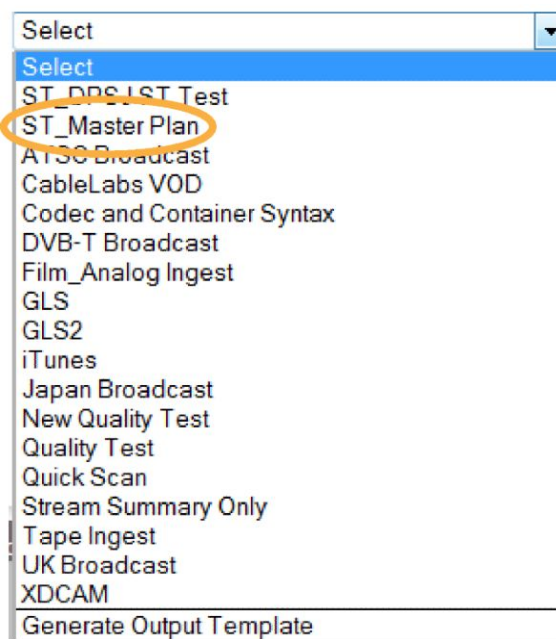 Select
Select
ST_DPSJ ST Test
ST_Master Plan
ATSC Broadcast
CableLabs VOD
Codec and Container Syntax
DVB-T Broadcast
Film_Analog Ingest
GLS
GLS2
iTunes
Japan Broadcast
New Quality Test
Quality Test
Quick Scan
Stream Summary Only
Tape Ingest
UK Broadcast
XDCAM
Generate Output Template